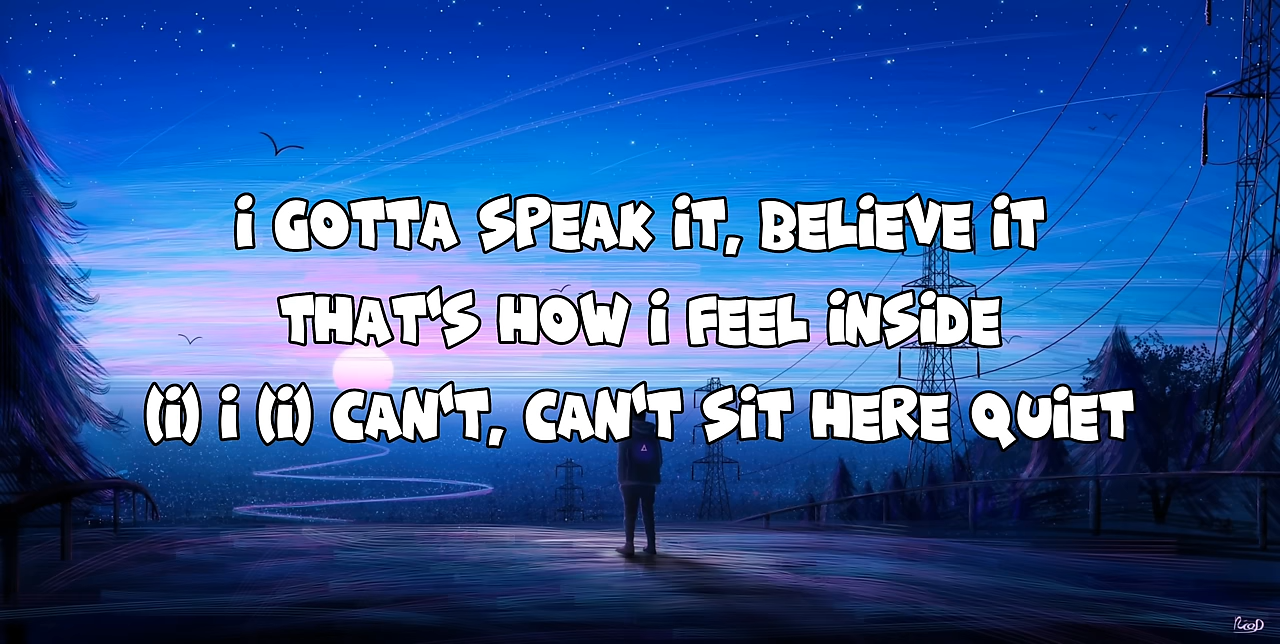 I GOTTA SPEAK IT, BELIEVE IT
THAT'S HOW I FEEL INSIDE
(I) I (I) CAN'T, CAN'T SIT HERE QUIET